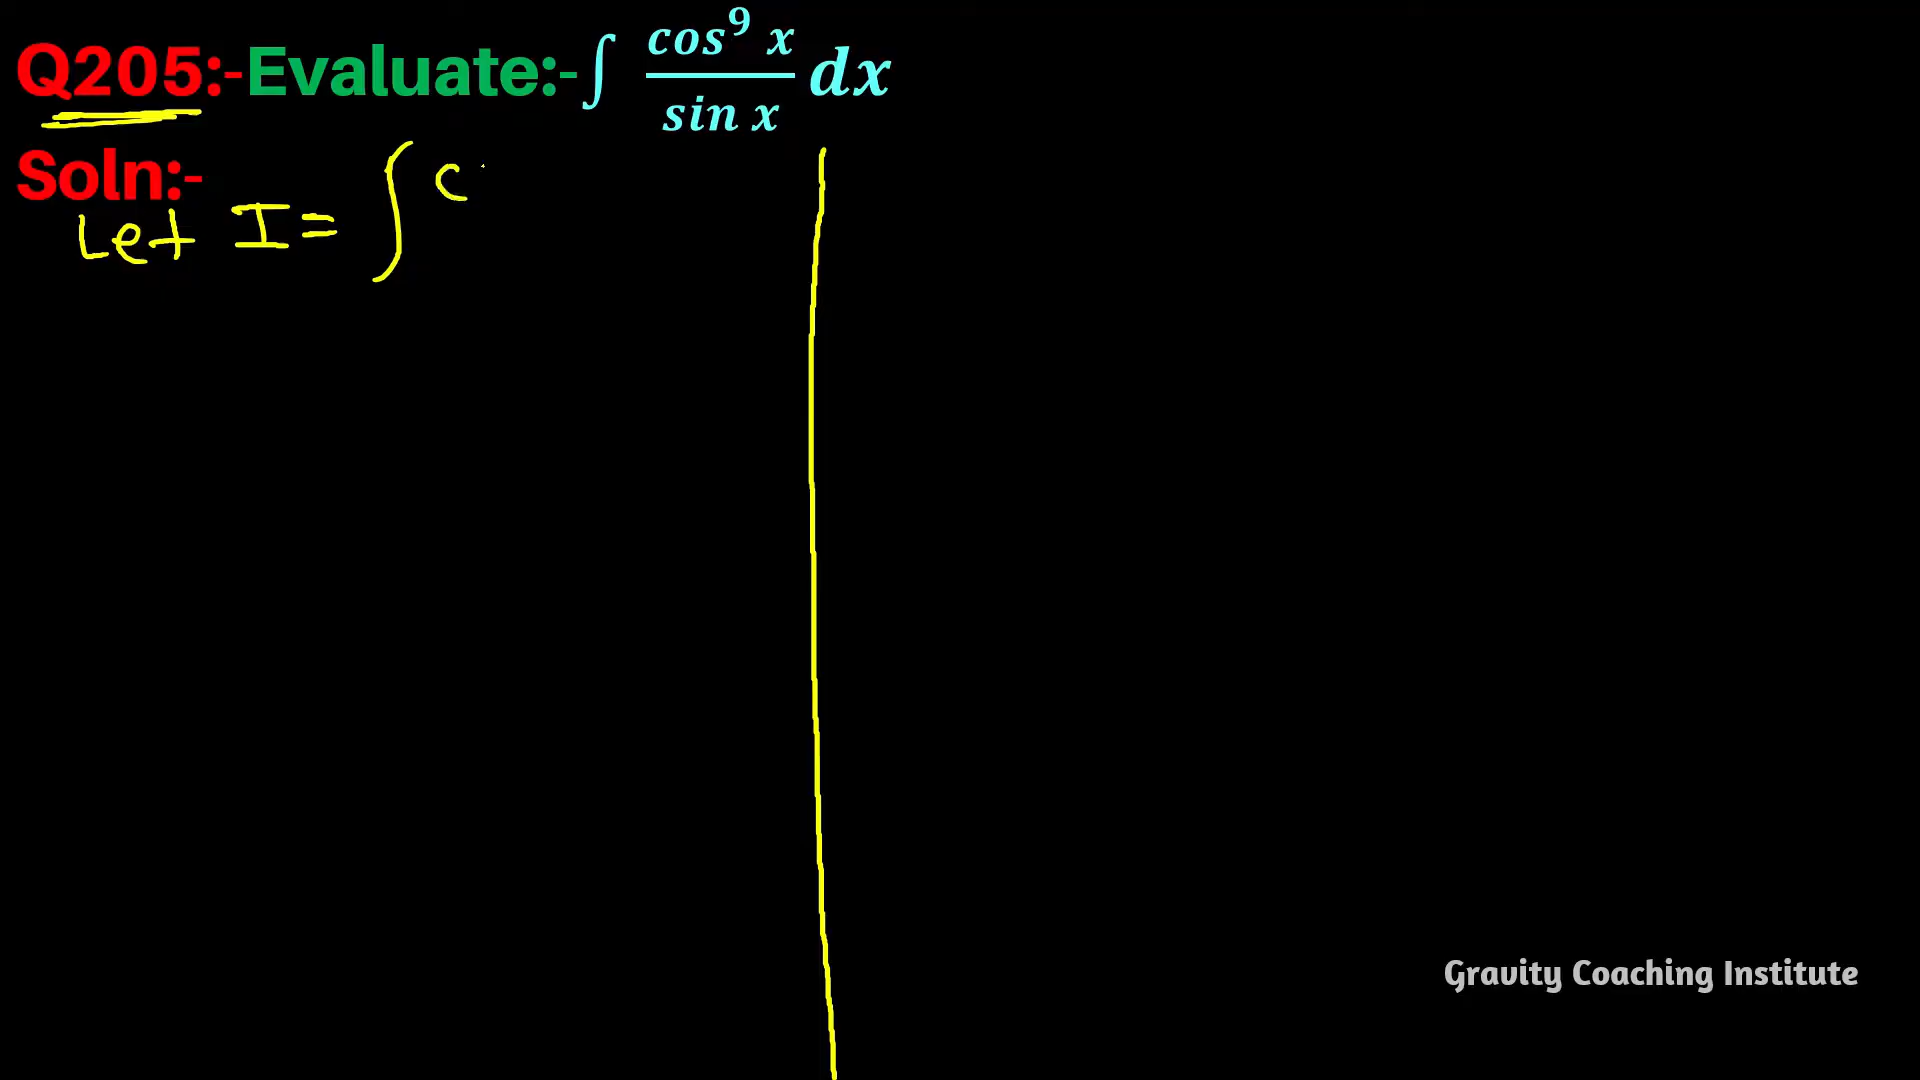 Q205:-Evaluate:-∫ cos⁹ x / sin x dx
Soln:-
Let I = ∫ c
Gravity Coaching Institute